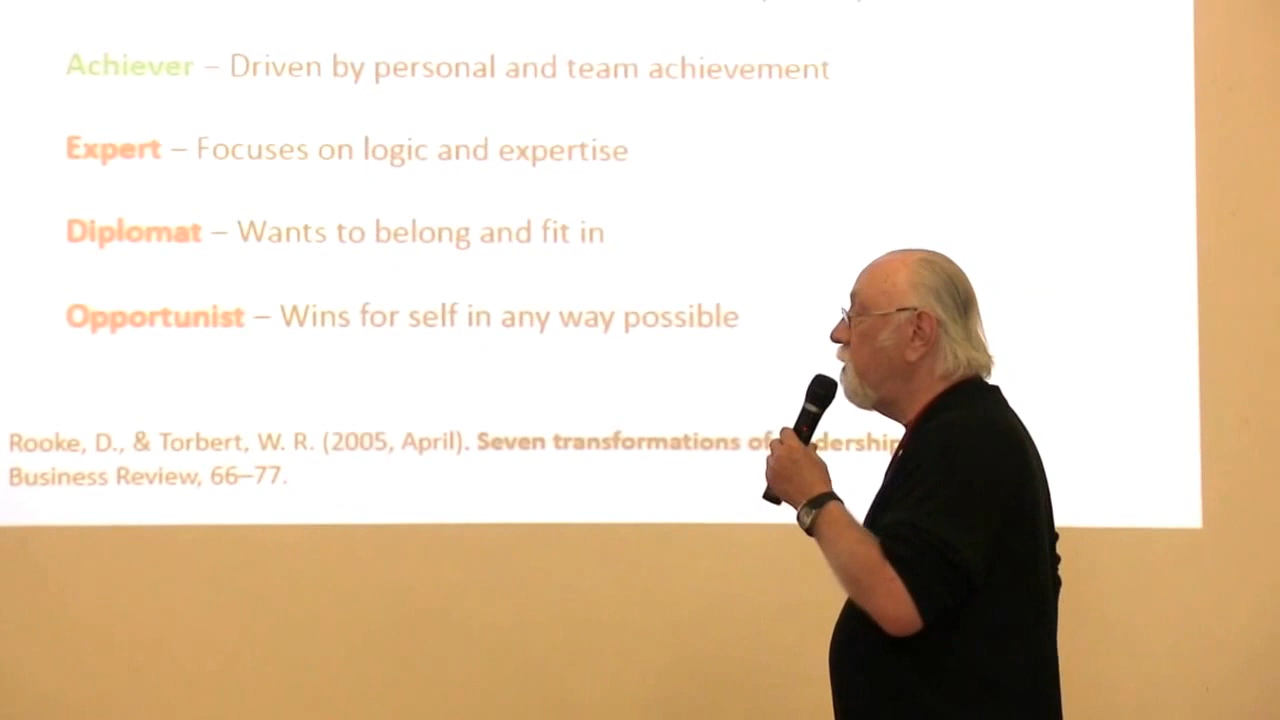 Achiever – Driven by personal and team achievement
Expert – Focuses on logic and expertise
Diplomat – Wants to belong and fit in
Opportunist – Wins for self in any way possible
Rooke, D., & Torbert, W. R. (2005, April). Seven transformations of
Business Review, 66–77.